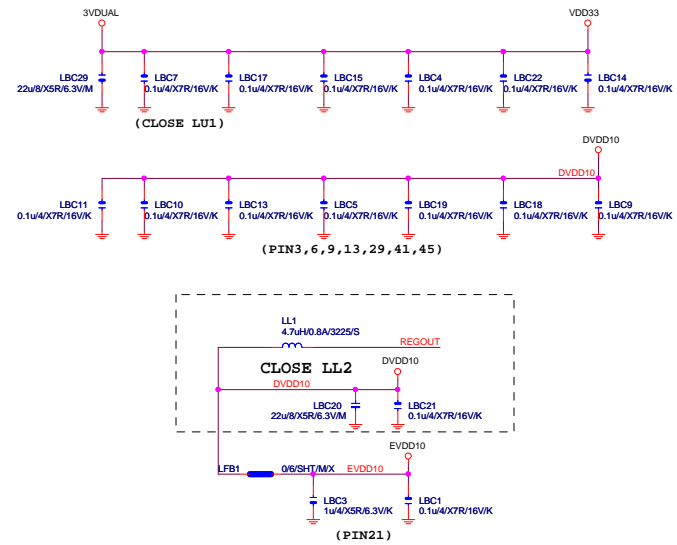 3VDUAL
VDD33
LBC29
22u/8/X5R/6.3V/M
LBC7
0.1u/4/X7R/16V/K
LBC17
0.1u/4/X7R/16V/K
LBC15
0.1u/4/X7R/16V/K
LBC4
0.1u/4/X7R/16V/K
LBC22
0.1u/4/X7R/16V/K
LBC14
0.1u/4/X7R/16V/K
(CLOSE LU1)
DVDD10
DVDD10
LBC11
0.1u/4/X7R/16V/K
LBC10
0.1u/4/X7R/16V/K
LBC13
0.1u/4/X7R/16V/K
LBC5
0.1u/4/X7R/16V/K
LBC19
0.1u/4/X7R/16V/K
LBC18
0.1u/4/X7R/16V/K
LBC9
0.1u/4/X7R/16V/K
(PIN3,6,9,13,29,41,45)
LL1
4.7uH/0.8A/3225/S
REGOUT
CLOSE LL2
DVDD10
DVDD10
LBC20
22u/8/X5R/6.3V/M
LBC21
0.1u/4/X7R/16V/K
EVDD10
LFB1
0/6/SHT/M/X
EVDD10
LBC3
1u/4/X5R/6.3V/K
LBC1
0.1u/4/X7R/16V/K
(PIN21)